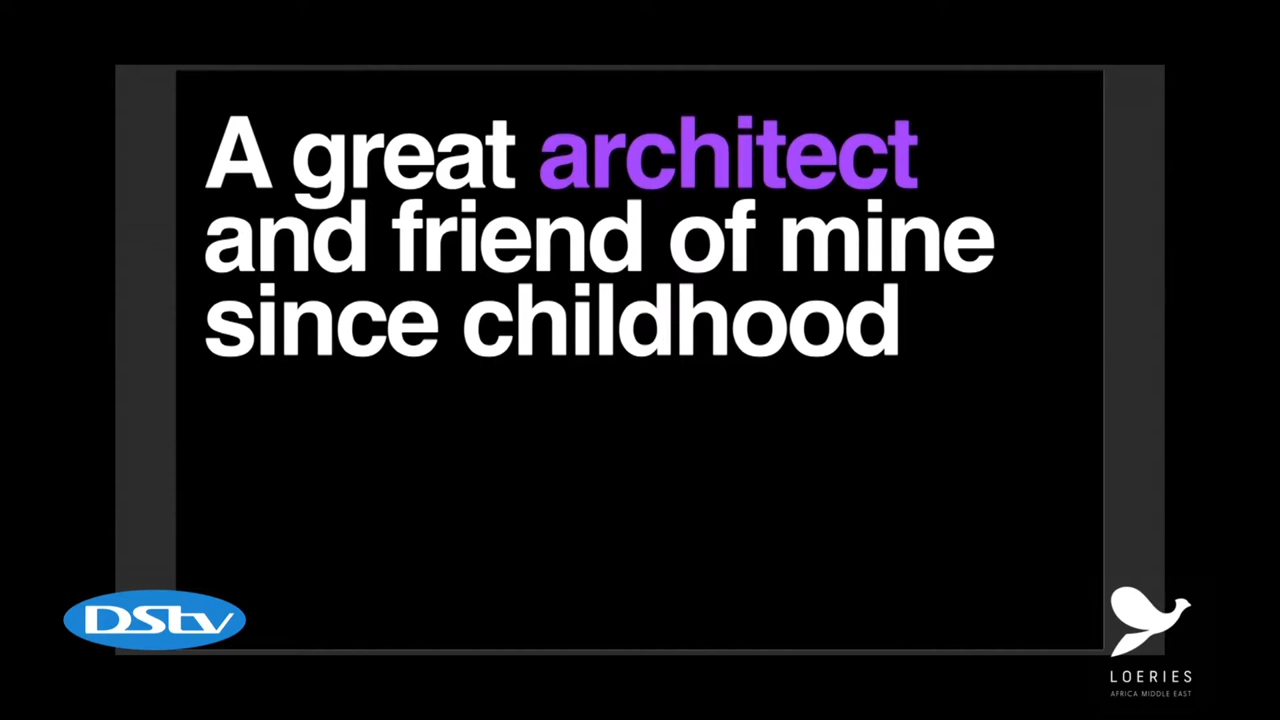 A great architect
and friend of mine
since childhood
DStv
LOERIES
AFRICA MIDDLE EAST